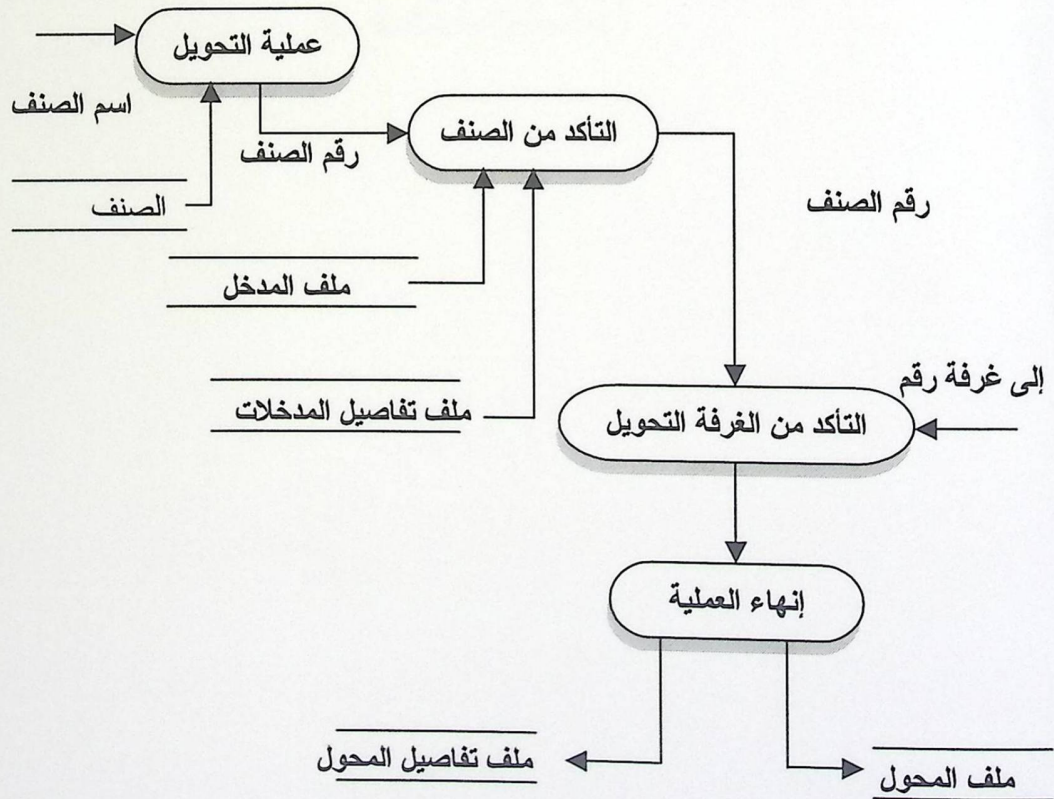 عملية التحويل
اسم الصنف
التأكد من الصنف
رقم الصنف
الصنف
رقم الصنف
ملف المدخل
إلى غرفة رقم
ملف تفاصيل المدخلات
التأكد من الغرفة التحويل
إنهاء العملية
ملف تفاصيل المحول
ملف المحول